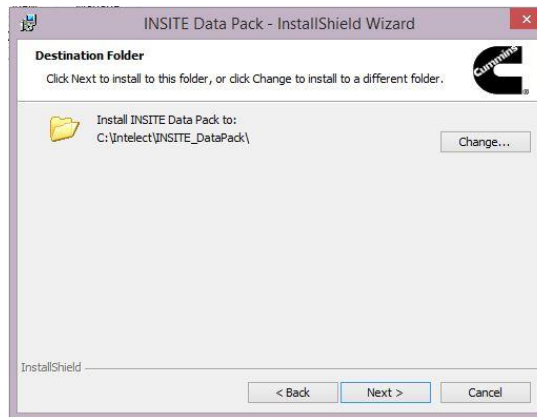 INSITE Data Pack - InstallShield Wizard
Destination Folder
Click Next to install to this folder, or click Change to install to a different folder.
Cummins
Install INSITE Data Pack to:
C:\Intelect\INSITE_DataPack\
Change...
InstallShield
< Back
Next >
Cancel